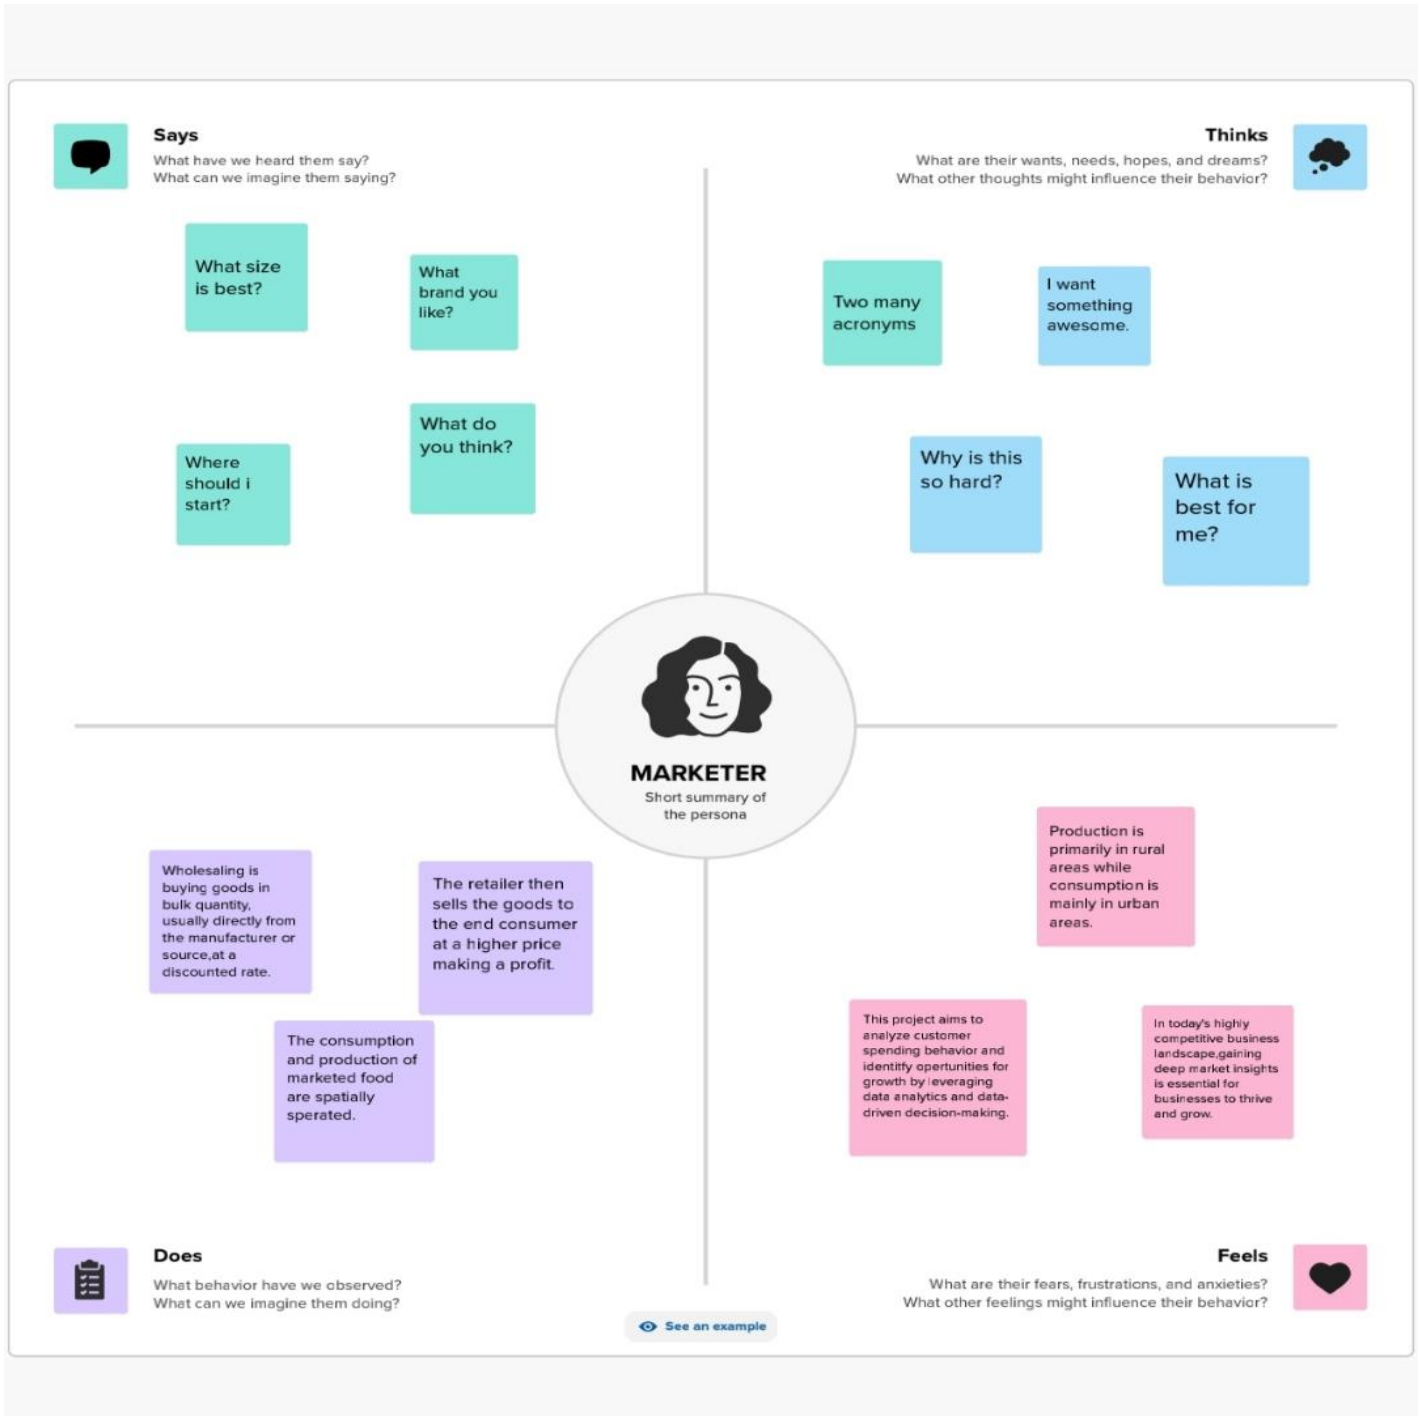 Says
What have we heard them say?
What can we imagine them saying?
Thinks
What are their wants, needs, hopes, and dreams?
What other thoughts might influence their behavior?
What size
is best?
What
brand you
like?
Where
should i
start?
What do
you think?
Two many
acronyms
I want
something
awesome.
Why is this
so hard?
What is
best for
me?
MARKETER
Short summary of
the persona
Wholesaling is
buying goods in
bulk quantity,
usually directly from
the manufacturer or
source,at a
discounted rate.
The retailer then
sells the goods to
the end consumer
at a higher price
making a profit.
The consumption
and production of
marketed food
are spatially
sperated.
Production is
primarily in rural
areas while
consumption is
mainly in urban
areas.
This project aims to
analyze customer
spending behavior and
identitfy opertunities for
growth by leveraging
data analytics and data-
driven decision-making.
In today's highly
competitive business
landscape,gaining
deep market insights
is essential for
businesses to thrive
and grow.
Does
What behavior have we observed?
What can we imagine them doing?
Feels
What are their fears, frustrations, and anxieties?
What other feelings might influence their behavior?
See an example